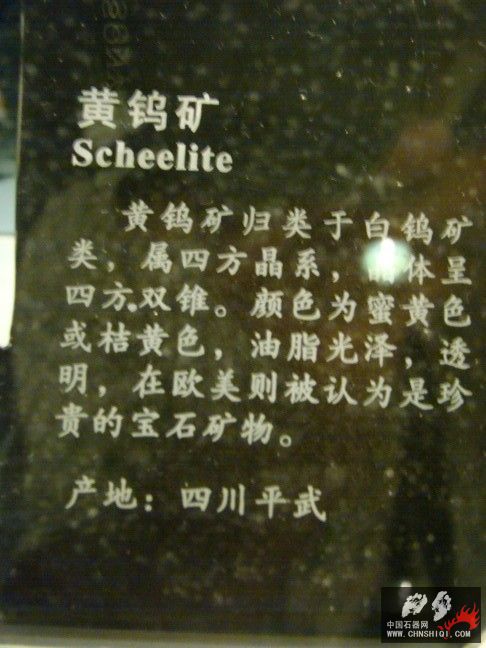 黄钨矿
Scheelite
黄钨矿归类于白钨矿
类，属四方晶系，晶体呈
四方双锥。颜色为蜜黄色
或桔黄色，油脂光泽，透
明，在欧美则被认为是珍
贵的宝石矿物。
产地：四川平武
中国石器网
WWW.CHNSHIQI.COM